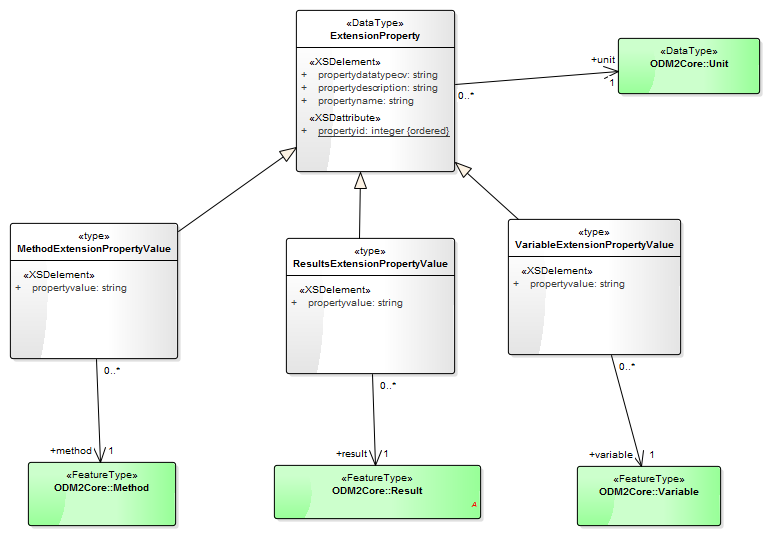 «DataType»
ExtensionProperty
«XSDelement»
+ propertydatatypecv: string
+ propertydescription: string
+ propertyname: string
«XSDattribute»
+ propertyid: integer {ordered}
0..*
+unit
1
«DataType»
ODM2Core::Unit
«type»
MethodExtensionPropertyValue
«XSDelement»
+ propertyvalue: string
«type»
ResultsExtensionPropertyValue
«XSDelement»
+ propertyvalue: string
«type»
VariableExtensionPropertyValue
«XSDelement»
+ propertyvalue: string
0..*
0..*
0..*
+method 1
+result 1
+variable 1
«FeatureType»
ODM2Core::Method
«FeatureType»
ODM2Core::Result
A
«FeatureType»
ODM2Core::Variable